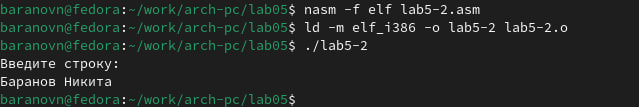 baranovn@fedora:~/work/arch-pc/lab05$ nasm -f elf lab5-2.asm
baranovn@fedora:~/work/arch-pc/lab05$ ld -m elf_i386 -o lab5-2 lab5-2.o
baranovn@fedora:~/work/arch-pc/lab05$ ./lab5-2
Введите строку:
Баранов Никита
baranovn@fedora:~/work/arch-pc/lab05$